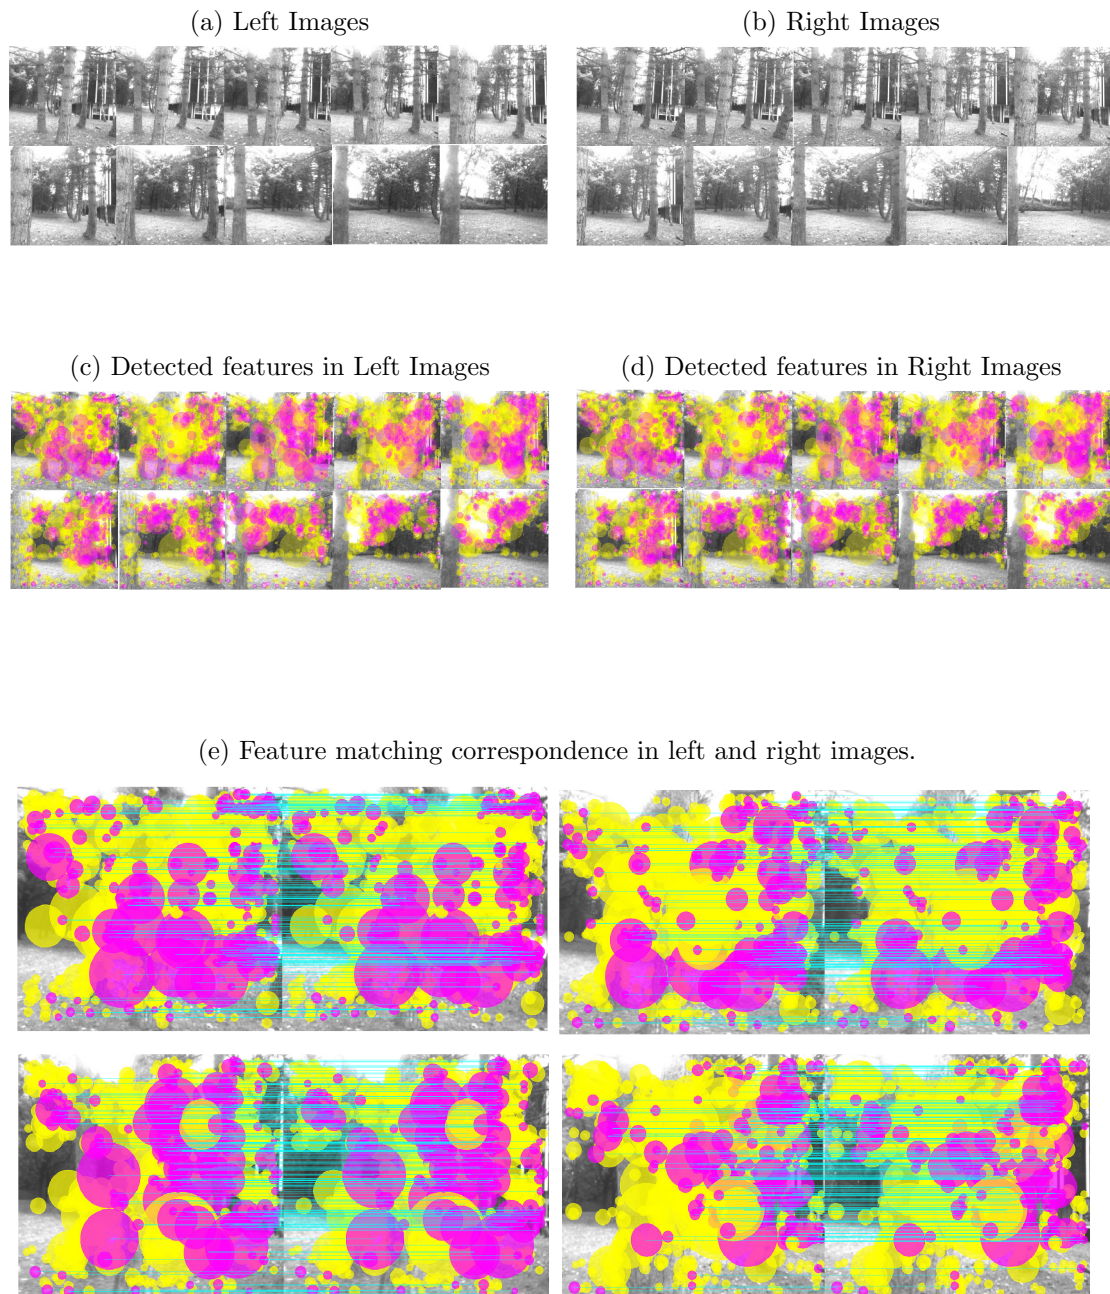 (a) Left Images
(b) Right Images
(c) Detected features in Left Images
(d) Detected features in Right Images
(e) Feature matching correspondence in left and right images.